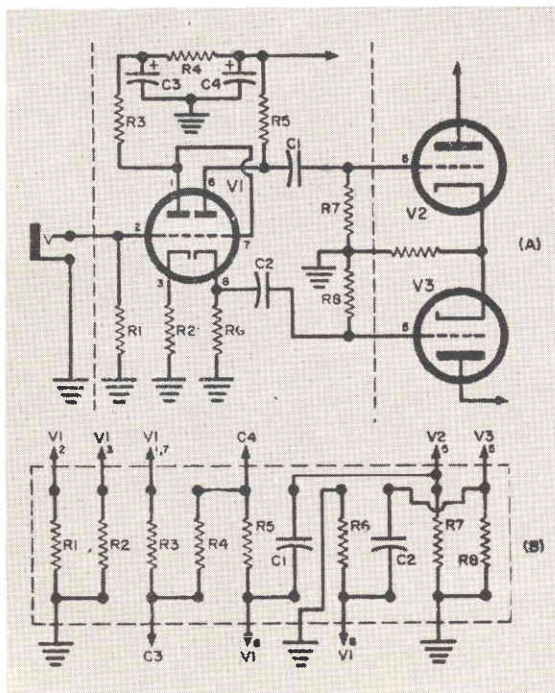 R4
+ +
C3 C4
R3 R5
C1
1 6
V1 5
R7 V2
V 2 7
(A)
3 8 C2 V3
R8
R1 R2 R6 5
V1 V1 V1 C4 V2 V3
2 3 1,7 5 5
R1 R2 R3 R4 R5 R6 R7
C1 C2 R8 (B)
C3 V1 6 V1 8